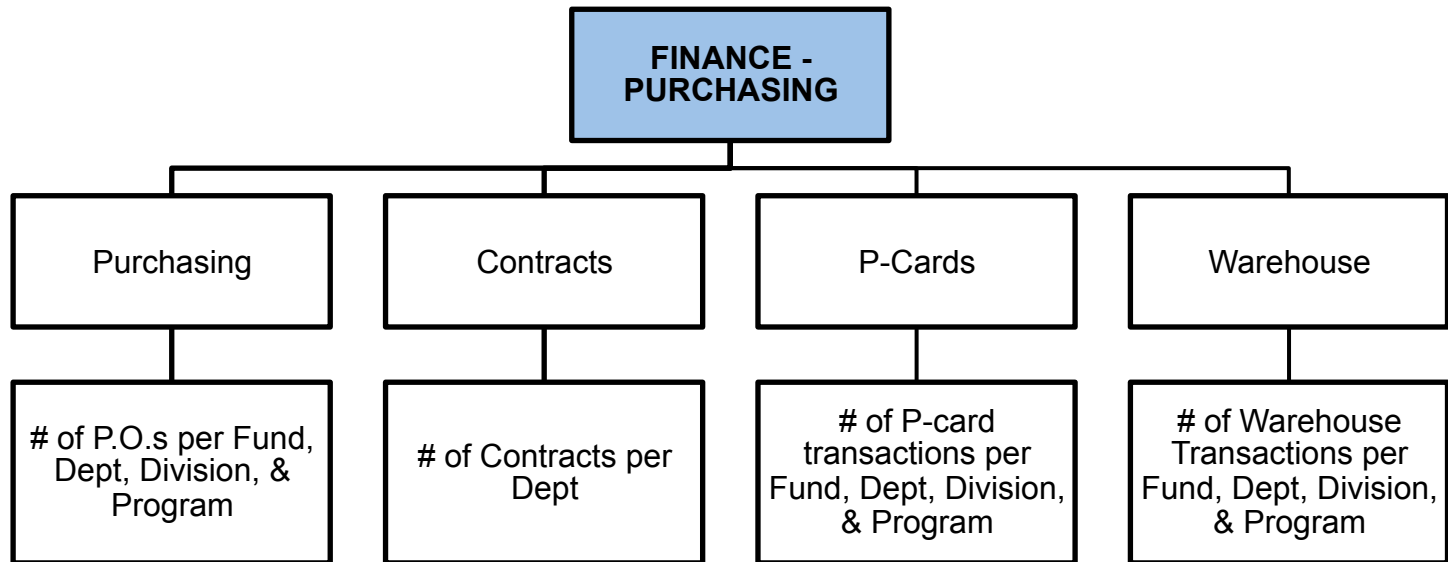 FINANCE -
PURCHASING
Purchasing
Contracts
P-Cards
Warehouse
# of P.O.s per Fund,
Dept, Division, &
Program
# of Contracts per
Dept
# of P-card
transactions per
Fund, Dept, Division,
& Program
# of Warehouse
Transactions per
Fund, Dept, Division,
& Program